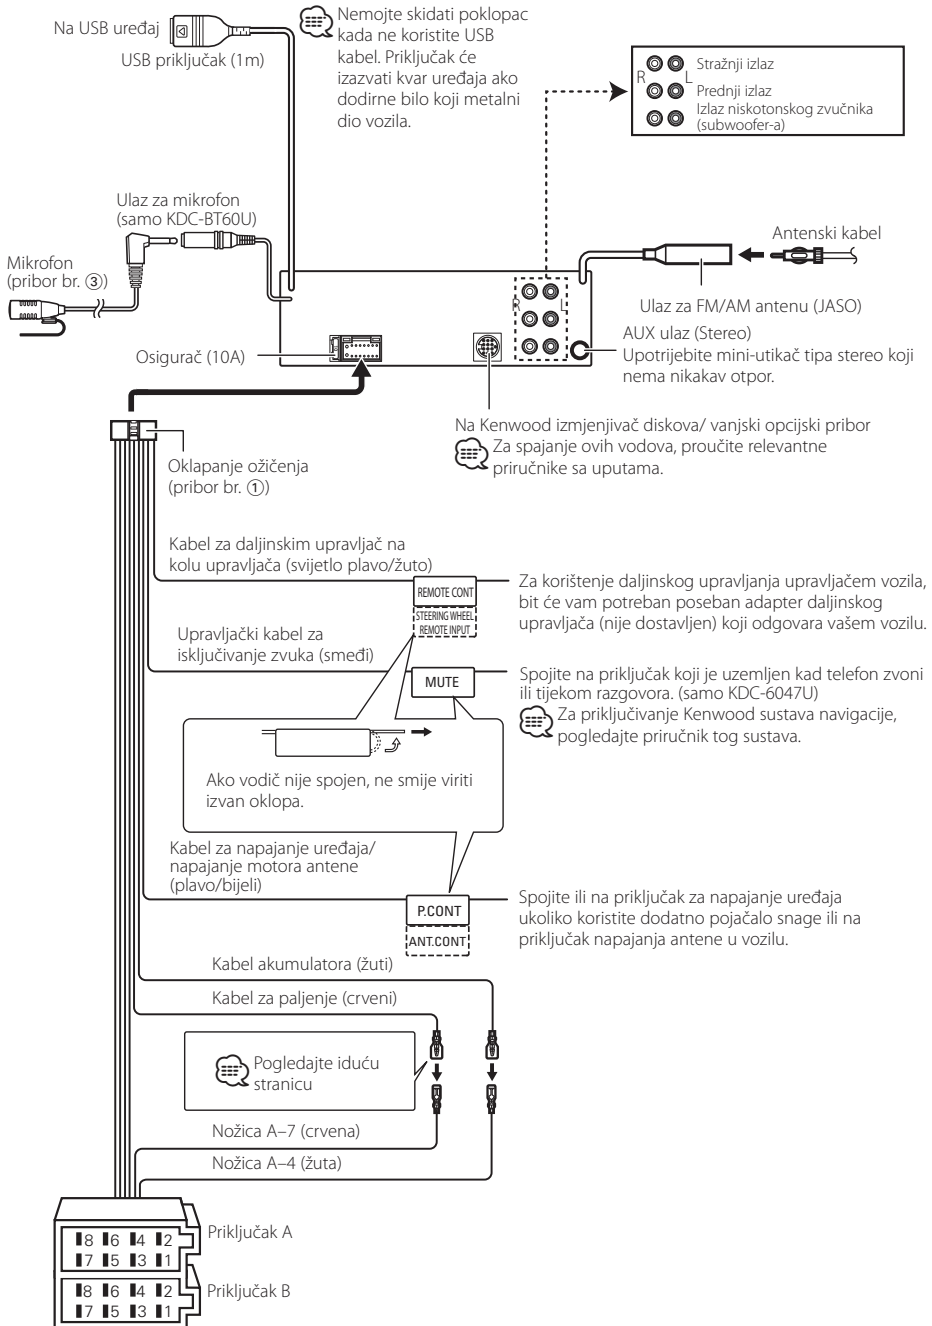 Na USB uređaj
USB priključak (1m)
Nemojte skidati poklopac
kada ne koristite USB
kabel. Priključak će
izazvati kvar uređaja ako
dodirne bilo koji metalni
dio vozila.
R
L
Stražnji izlaz
Prednji izlaz
Izlaz niskotonskog zvučnika
(subwoofer-a)
Ulaz za mikrofon
(samo KDC-BT60U)
Mikrofon
(pribor br. ③)
Antenski kabel
Ulaz za FM/AM antenu (JASO)
R
L
AUX ulaz (Stereo)
Upotrijebite mini-utikač tipa stereo koji
nema nikakav otpor.
Osigurač (10A)
Na Kenwood izmjenjivač diskova/ vanjski opcijski pribor
Za spajanje ovih vodova, proučite relevantne
priručnike sa uputama.
Oklapanje ožičenja
(pribor br. ①)
Kabel za daljinskim upravljač na
kolu upravljača (svijetlo plavo/žuto)
REMOTE CONT
STEERING WHEEL
REMOTE INPUT
Za korištenje daljinskog upravljanja upravljačem vozila,
bit će vam potreban poseban adapter daljinskog
upravljača (nije dostavljen) koji odgovara vašem vozilu.
Upravljački kabel za
isključivanje zvuka (smeđi)
MUTE
Spojite na priključak koji je uzemljen kad telefon zvoni
ili tijekom razgovora. (samo KDC-6047U)
Za priključivanje Kenwood sustava navigacije,
pogledajte priručnik tog sustava.
Ako vodič nije spojen, ne smije viriti
izvan oklopa.
Kabel za napajanje uređaja/
napajanje motora antene
(plavo/bijeli)
P.CONT
ANT.CONT
Spojite ili na priključak za napajanje uređaja
ukoliko koristite dodatno pojačalo snage ili na
priključak napajanja antene u vozilu.
Kabel akumulatora (žuti)
Kabel za paljenje (crveni)
Pogledajte iduću
stranicu
Nožica A–7 (crvena)
Nožica A–4 (žuta)
Priključak A
8 6 4 2
7 5 3 1
Priključak B
8 6 4 2
7 5 3 1